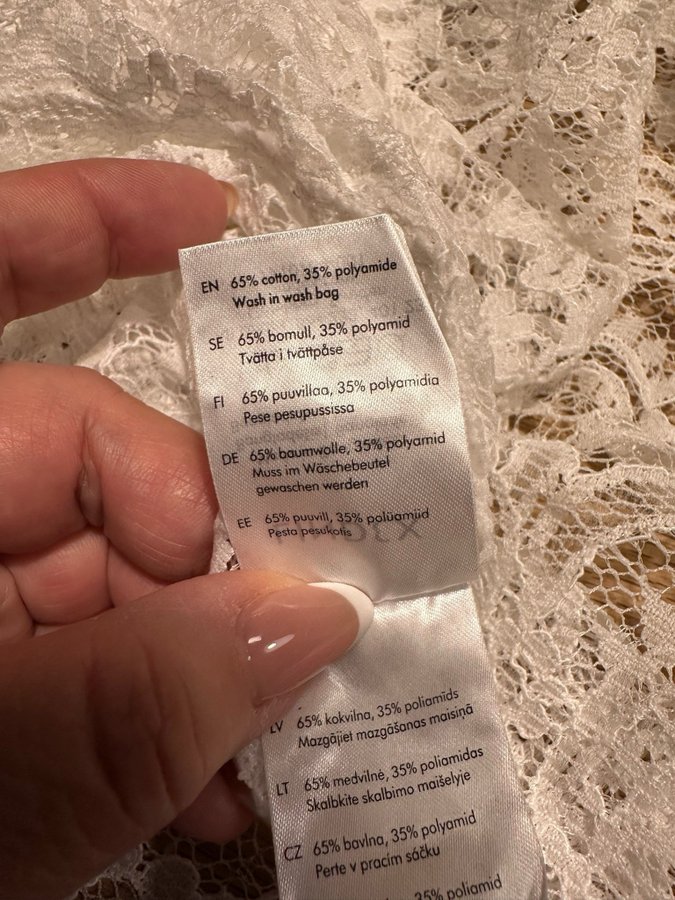 EN 65% cotton, 35% polyamide
Wash in wash bag
SE 65% bomull, 35% polyamid
Tvätta i tvättpåse
FI 65% puuvillaa, 35% polyamidia
Pese pesupussissa
DE 65% baumwolle, 35% polyamid
Muss im Wäschebeutel
gewaschen werden
EE 65% puuvill, 35% polüamiid
Pesta pesukotis
LV 65% kokvilna, 35% poliamīds
Mazgājiet mazgāšanas maisiņā
LT 65% medvilnė, 35% poliamidas
Skalbkite skalbimo maišelyje
CZ 65% bavlna, 35% polyamid
Perte v pracím sáčku
35% polyamid